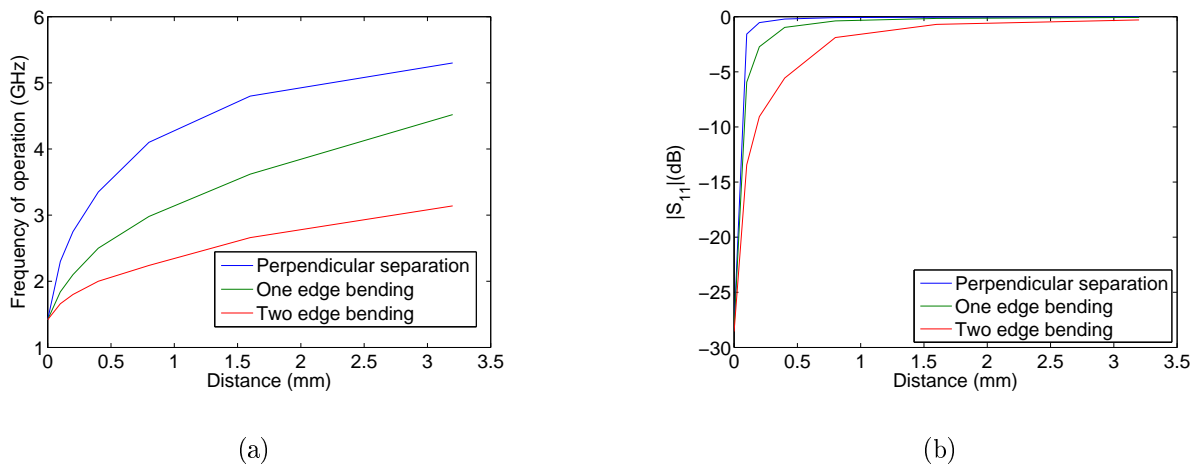 6
5
4
3
2
1
Frequency of operation (GHz)
0 0.5 1 1.5 2 2.5 3 3.5
Distance (mm)
Perpendicular separation
One edge bending
Two edge bending
(a)
0
−5
−10
−15
−20
−25
−30
|S11|(dB)
0 0.5 1 1.5 2 2.5 3 3.5
Distance (mm)
Perpendicular separation
One edge bending
Two edge bending
(b)